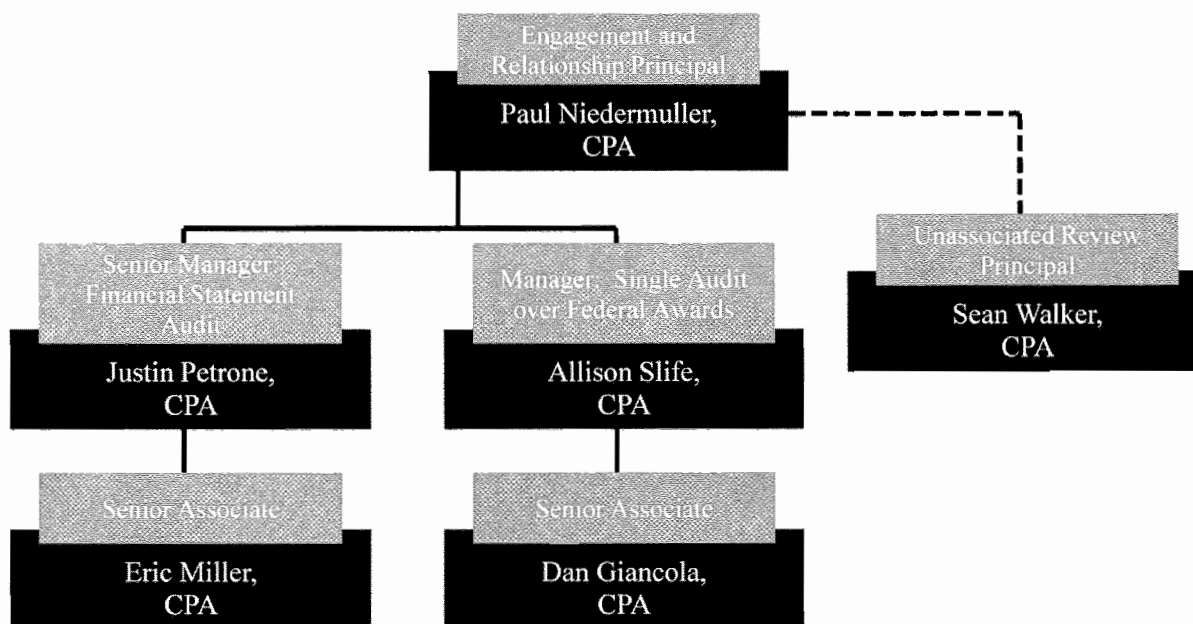 Engagement and
Relationship Principal
Paul Niedermuller,
CPA
Unassociated Review
Principal
Sean Walker,
CPA
Senior Manager:
Financial Statement
Audit
Justin Petrone,
CPA
Manager: Single Audit
over Federal Awards
Allison Slife,
CPA
Senior Associate
Eric Miller,
CPA
Senior Associate
Dan Giancola,
CPA